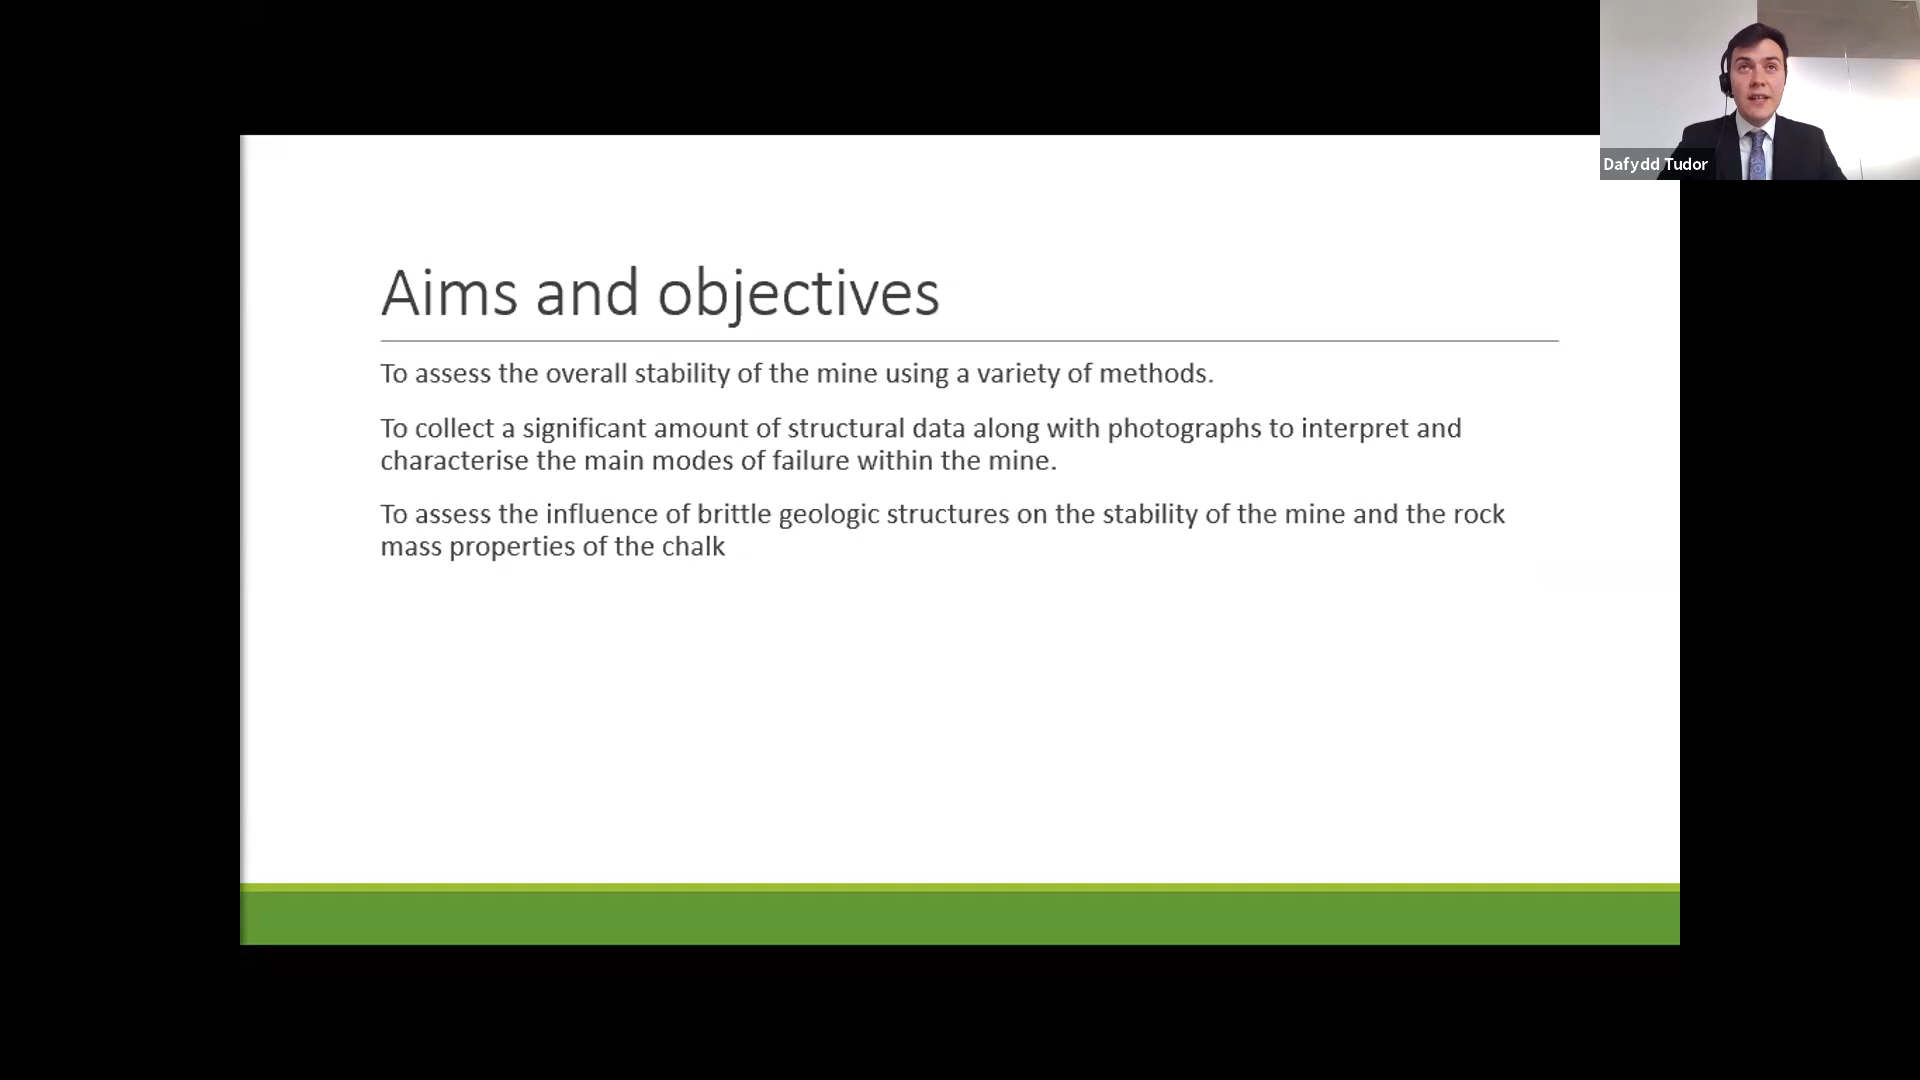 Dafydd Tudor
Aims and objectives
To assess the overall stability of the mine using a variety of methods.
To collect a significant amount of structural data along with photographs to interpret and
characterise the main modes of failure within the mine.
To assess the influence of brittle geologic structures on the stability of the mine and the rock
mass properties of the chalk